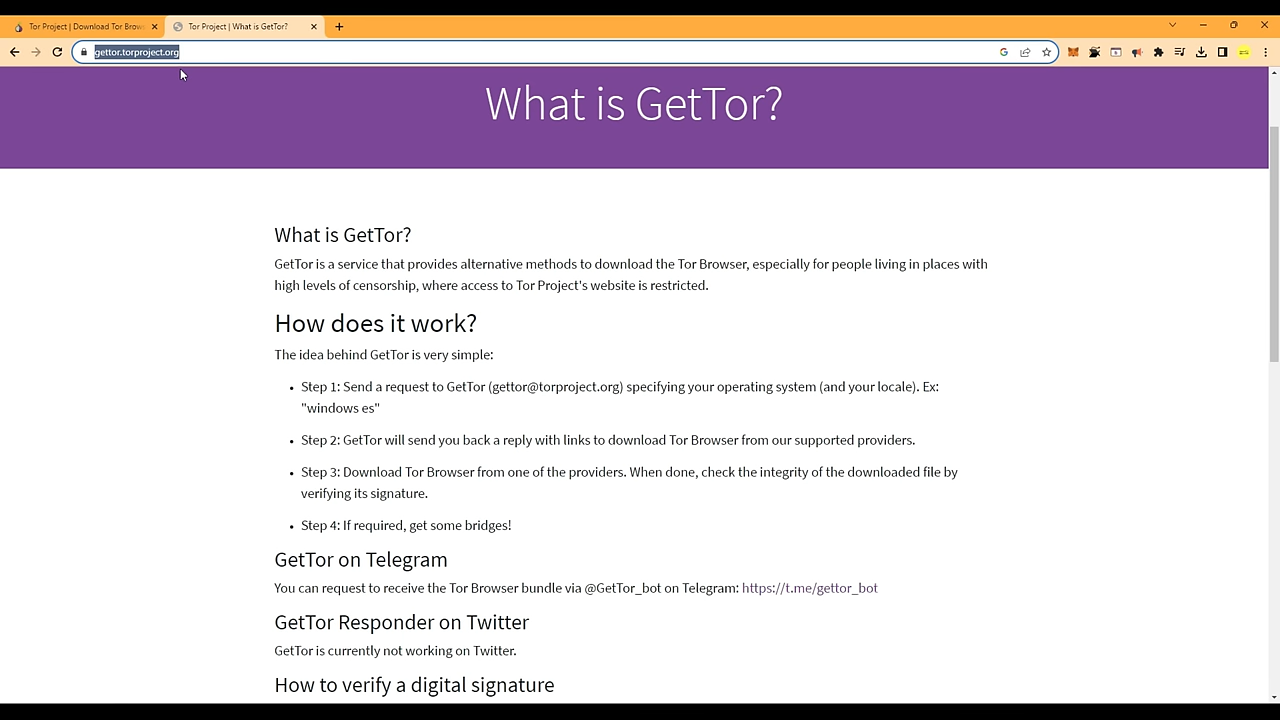 Tor Project | Download Tor Brow
Tor Project | What is GetTor?
gettor.torproject.org
What is GetTor?
What is GetTor?
GetTor is a service that provides alternative methods to download the Tor Browser, especially for people living in places with
high levels of censorship, where access to Tor Project's website is restricted.
How does it work?
The idea behind GetTor is very simple:
• Step 1: Send a request to GetTor (gettor@torproject.org) specifying your operating system (and your locale). Ex:
"windows es"
• Step 2: GetTor will send you back a reply with links to download Tor Browser from our supported providers.
• Step 3: Download Tor Browser from one of the providers. When done, check the integrity of the downloaded file by
verifying its signature.
• Step 4: If required, get some bridges!
GetTor on Telegram
You can request to receive the Tor Browser bundle via @GetTor_bot on Telegram: https://t.me/gettor_bot
GetTor Responder on Twitter
GetTor is currently not working on Twitter.
How to verify a digital signature